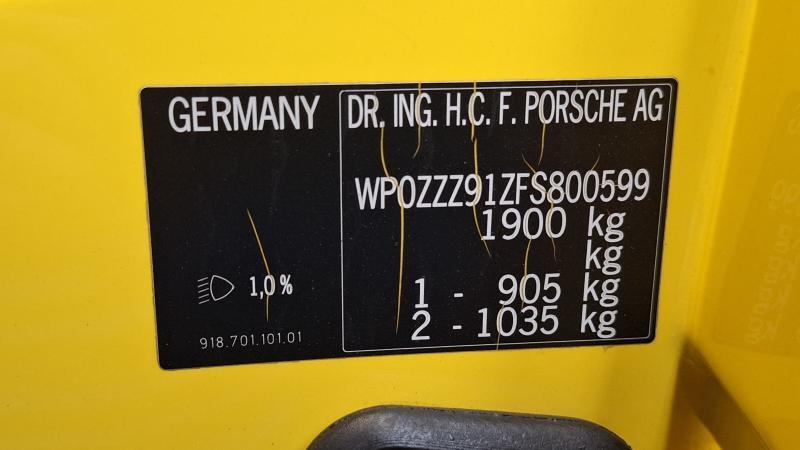 GERMANY
DR. ING. H.C. F. PORSCHE AG
WP0ZZZ91ZFS800599
1900 kg
kg
1 - 905 kg
2 - 1035 kg
1,0%
918.701.101.01